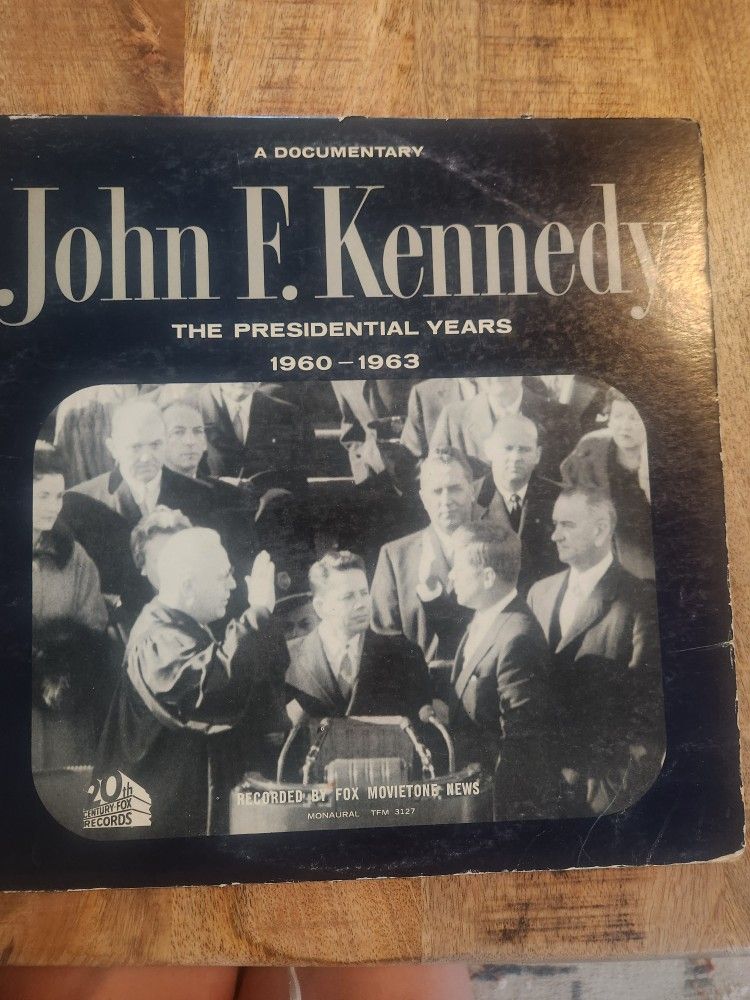 A DOCUMENTARY
John F. Kennedy
THE PRESIDENTIAL YEARS
1960–1963
20th
CENTURY-FOX
RECORDS
RECORDED BY FOX MOVIETONE NEWS
MONAURAL TFM 3127